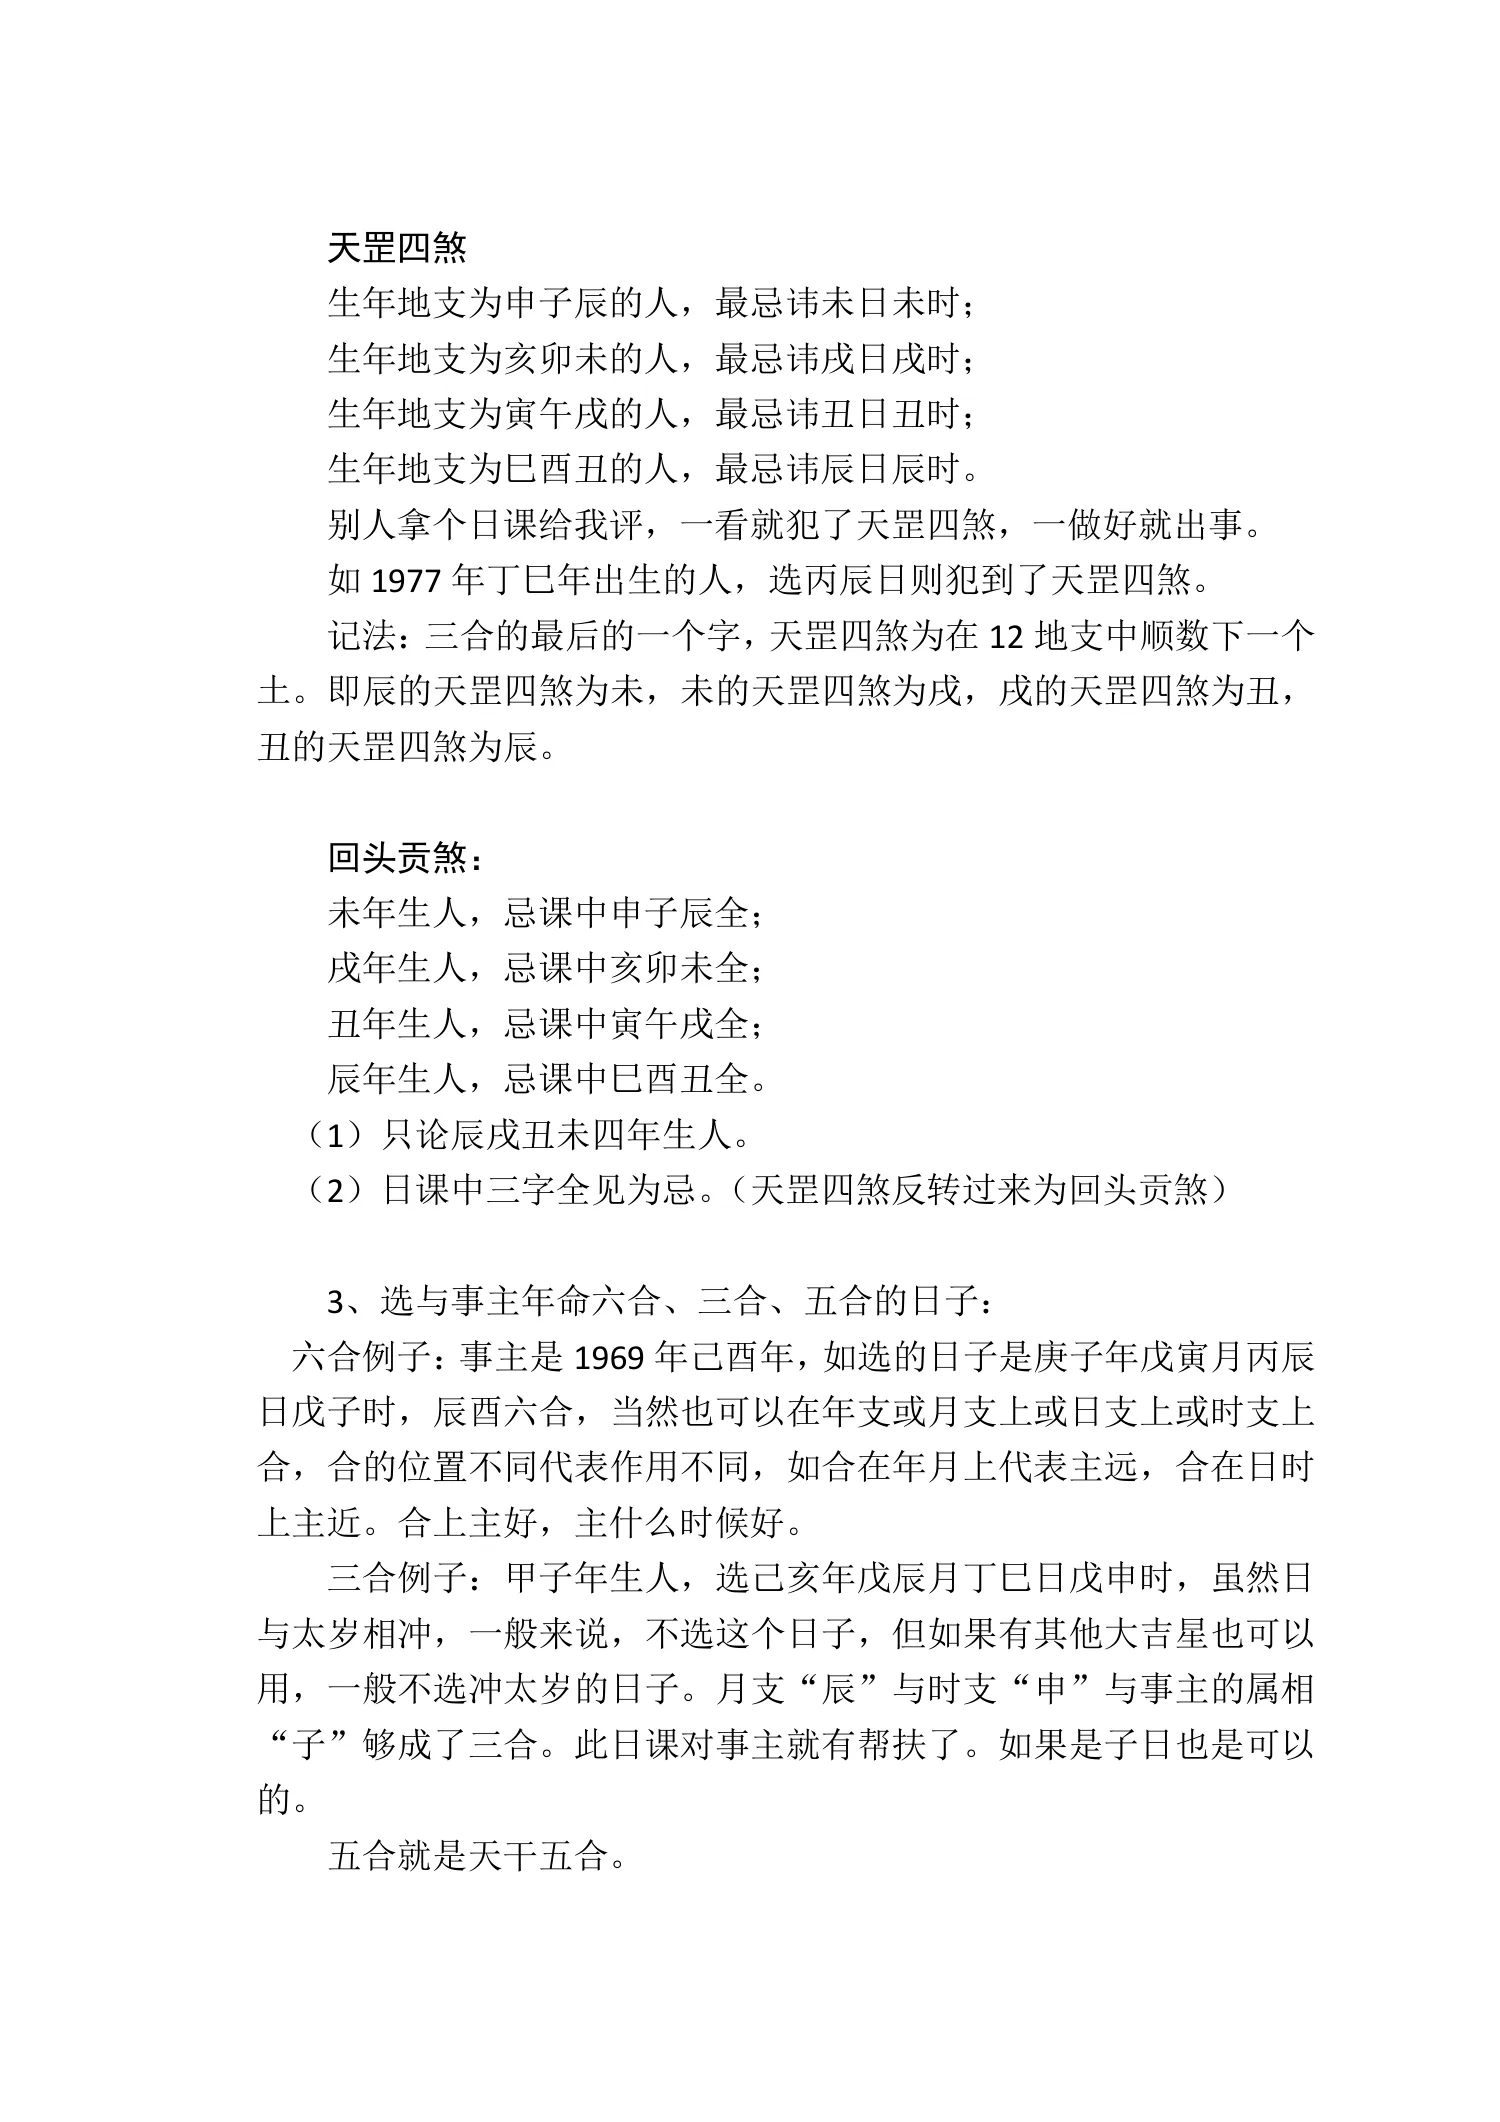 天罡四煞
生年地支为申子辰的人，最忌讳未日未时；
生年地支为亥卯未的人，最忌讳戌日戌时；
生年地支为寅午戌的人，最忌讳丑日丑时；
生年地支为巳酉丑的人，最忌讳辰日辰时。
别人拿个日课给我评，一看就犯了天罡四煞，一做好就出事。
如 1977 年丁巳年出生的人，选丙辰日则犯到了天罡四煞。
记法：三合的最后的一个字，天罡四煞为在 12 地支中顺数下一个
土。即辰的天罡四煞为未，未的天罡四煞为戌，戌的天罡四煞为丑，
丑的天罡四煞为辰。
回头贡煞：
未年生人，忌课中申子辰全；
戌年生人，忌课中亥卯未全；
丑年生人，忌课中寅午戌全；
辰年生人，忌课中巳酉丑全。
（1）只论辰戌丑未四年生人。
（2）日课中三字全见为忌。（天罡四煞反转过来为回头贡煞）
3、选与事主年命六合、三合、五合的日子：
六合例子：事主是 1969 年己酉年，如选的日子是庚子年戊寅月丙辰
日戊子时，辰酉六合，当然也可以在年支或月支上或日支上或时支上
合，合的位置不同代表作用不同，如合在年月上代表主远，合在日时
上主近。合上主好，主什么时候好。
三合例子：甲子年生人，选己亥年戊辰月丁巳日戊申时，虽然日
与太岁相冲，一般来说，不选这个日子，但如果有其他大吉星也可以
用，一般不选冲太岁的日子。月支“辰”与时支“申”与事主的属相
“子”够成了三合。此日课对事主就有帮扶了。如果是子日也是可以
的。
五合就是天干五合。